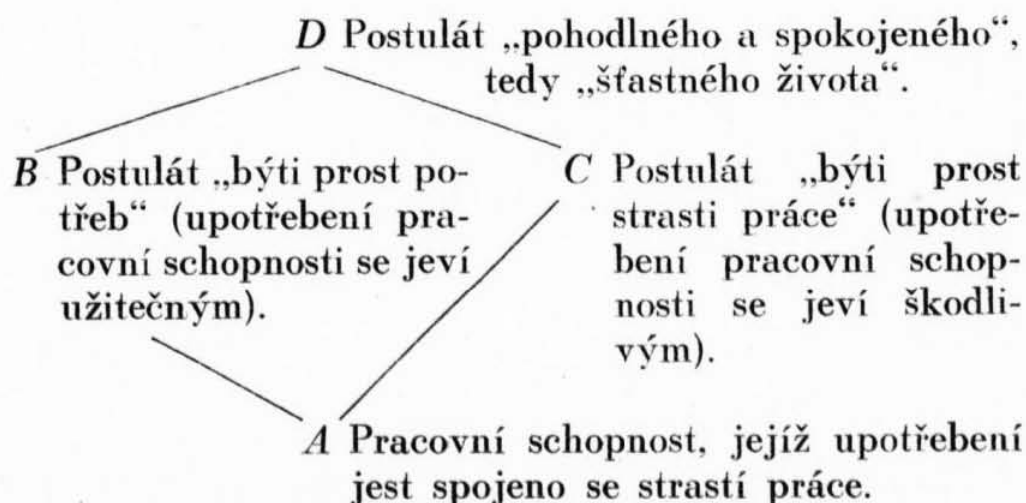 D Postulát „pohodlného a spokojeného“,
tedy „šťastného života“.
B Postulát „býti prost po-
třeb“ (upotřebení pra-
covní schopnosti se jeví
užitečným).
C Postulát „býti prost
strasti práce“ (upotře-
bení pracovní schop-
nosti se jeví škodli-
vým).
A Pracovní schopnost, jejíž upotřebení
jest spojeno se strastí práce.